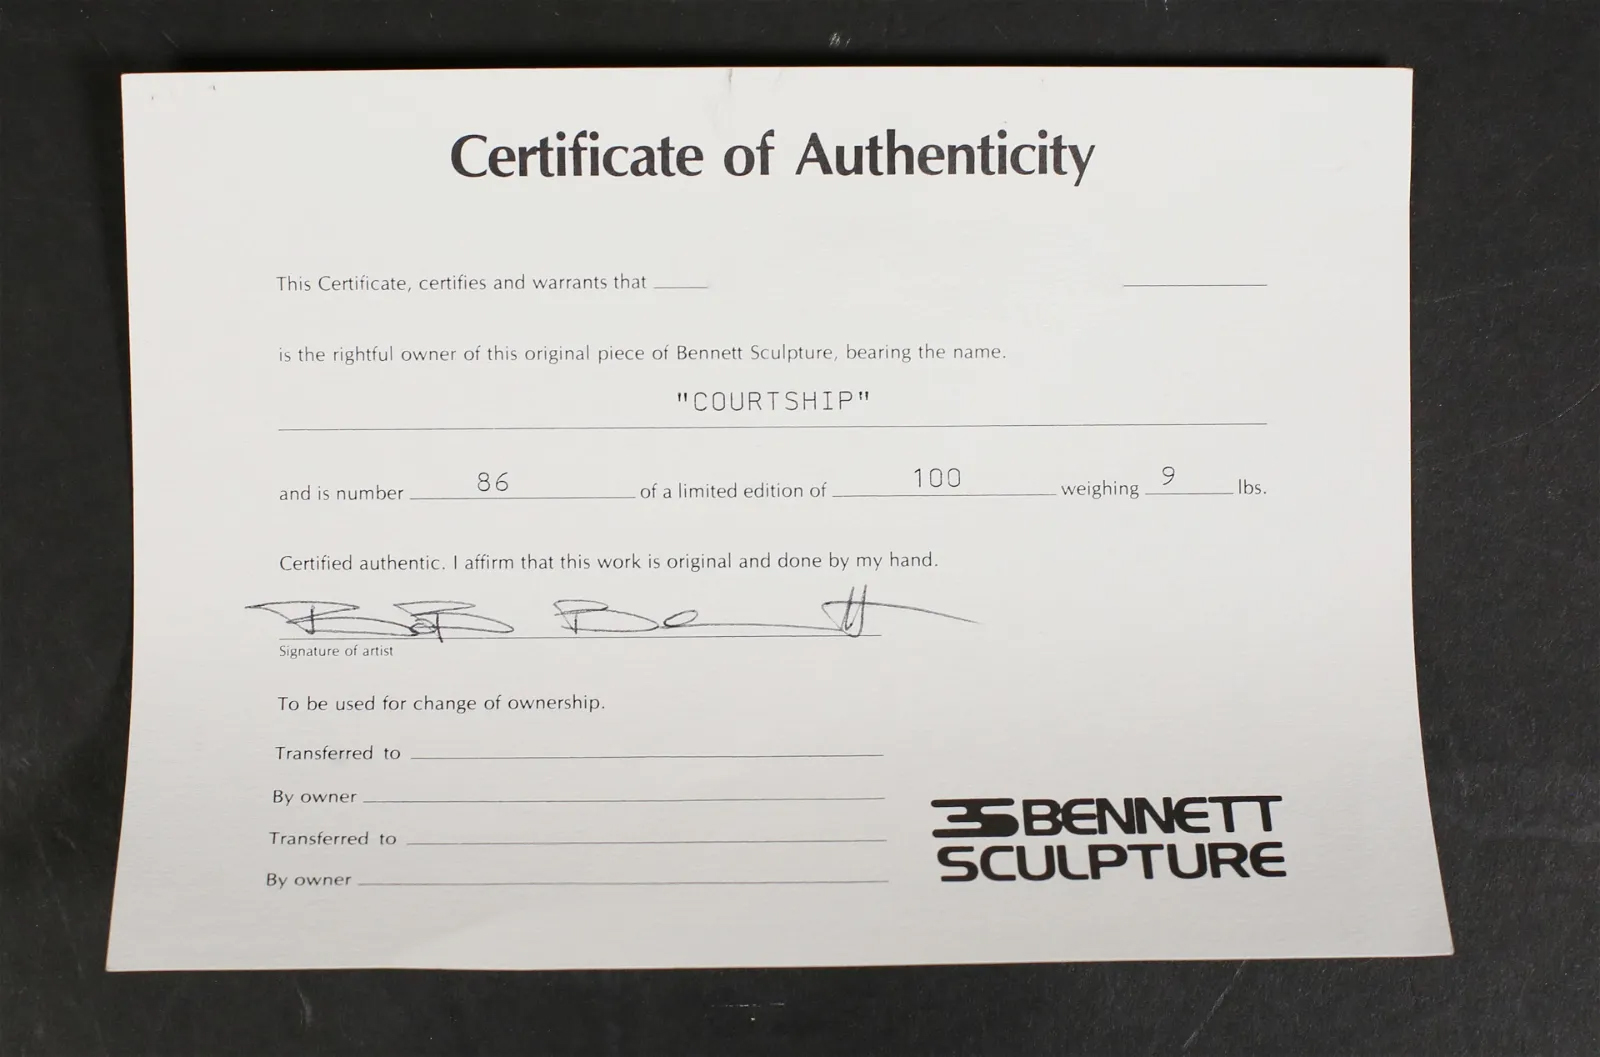 Certificate of Authenticity
This Certificate, certifies and warrants that
is the rightful owner of this original piece of Bennett Sculpture, bearing the name.
"COURTSHIP"
and is number 86 of a limited edition of 100 weighing 9 lbs.
Certified authentic. I affirm that this work is original and done by my hand.
Bob Bennett
Signature of artist
To be used for change of ownership.
Transferred to
By owner
Transferred to
By owner
BS BENNETT
SCULPTURE